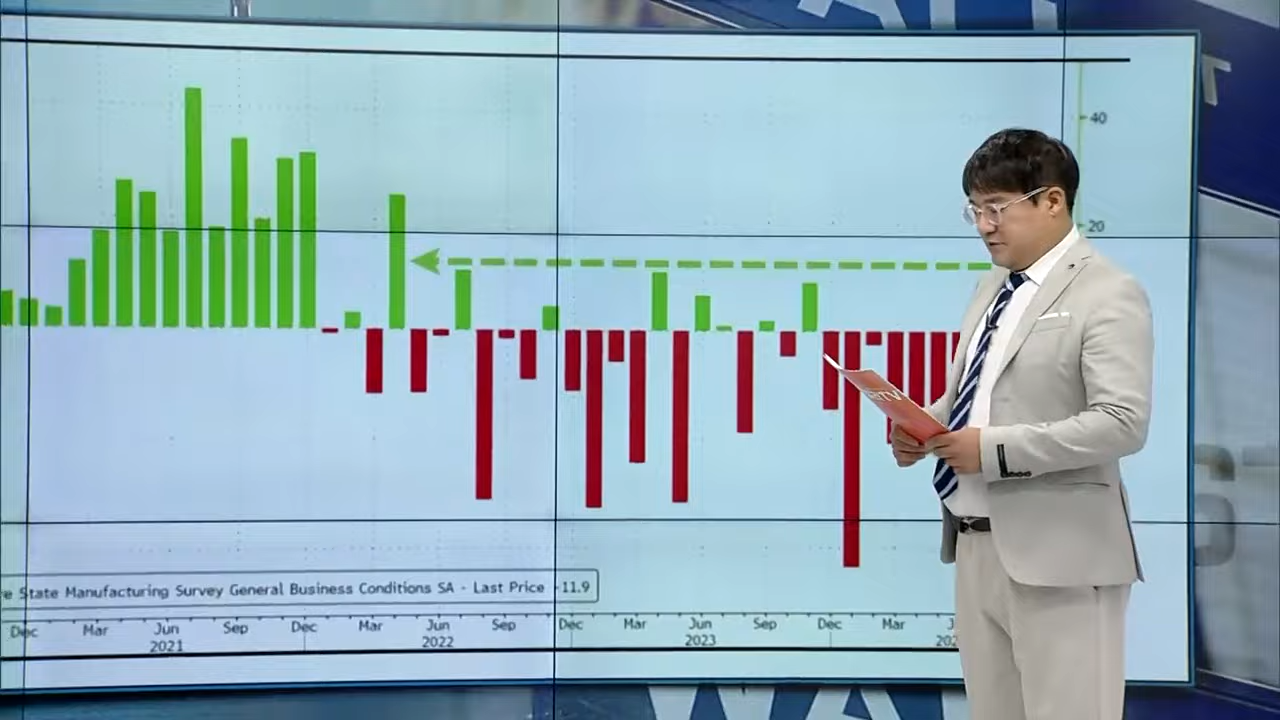 40
20
State Manufacturing Survey General Business Conditions SA - Last Price -11.9
Dec Mar Jun Sep Dec Mar Jun Sep Dec Mar Jun Sep Dec Mar
2021 2022 2023